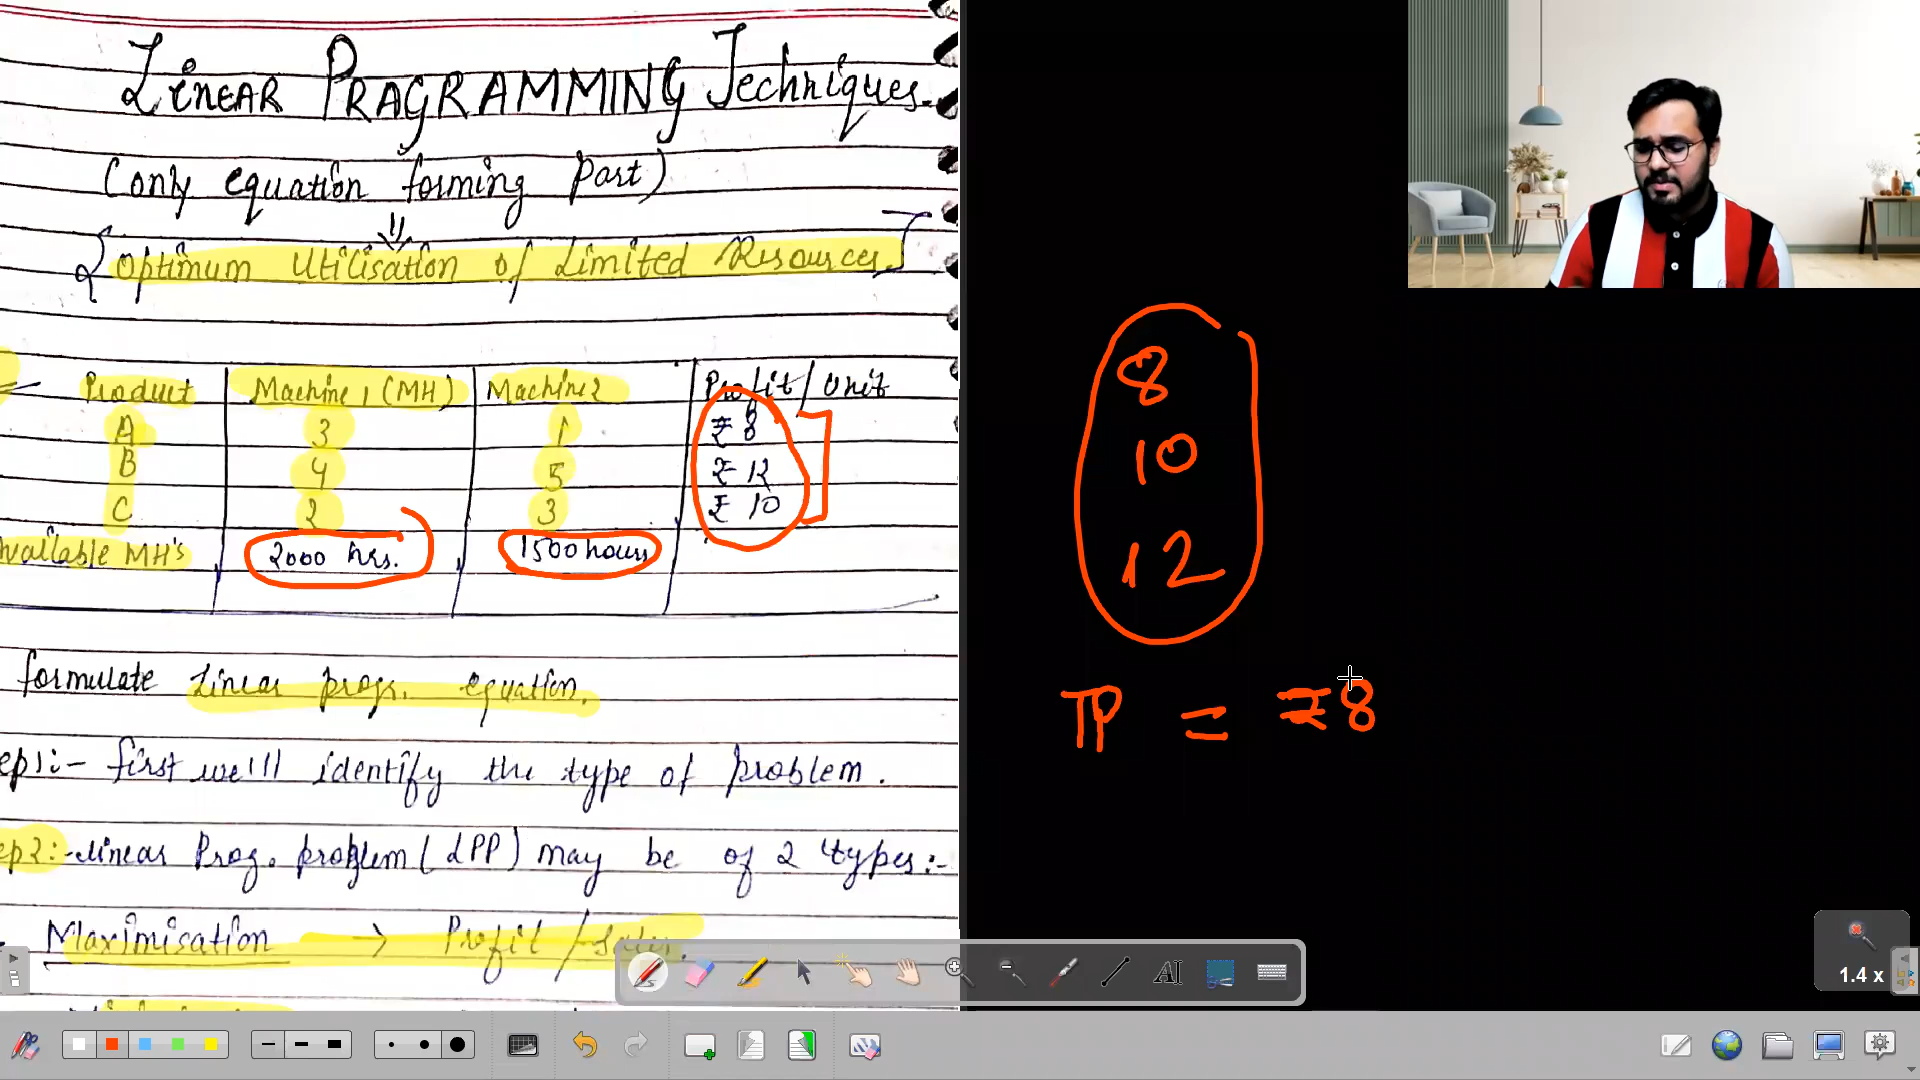 LinEAR PRAGRAMMING Techniques.
(only equation forming Part)
{Optimum Utilisation of Limited Resources}
Product Machine 1 (MH) Machine 2 Profit/Unit
A 3 1 ₹ 8
B 4 5 ₹ 12
C 2 3 ₹ 10
Available MH's 2000 hrs. 1500 hours
formulate Linear progr. equation.
ep1:- first we'll identify the type of problem.
ep2:- Linear Prog. problem (LPP) may be of 2 types:-
Maximisation → Profit / Sales.
8
10
12
TP = ₹8
AI
1.4 x